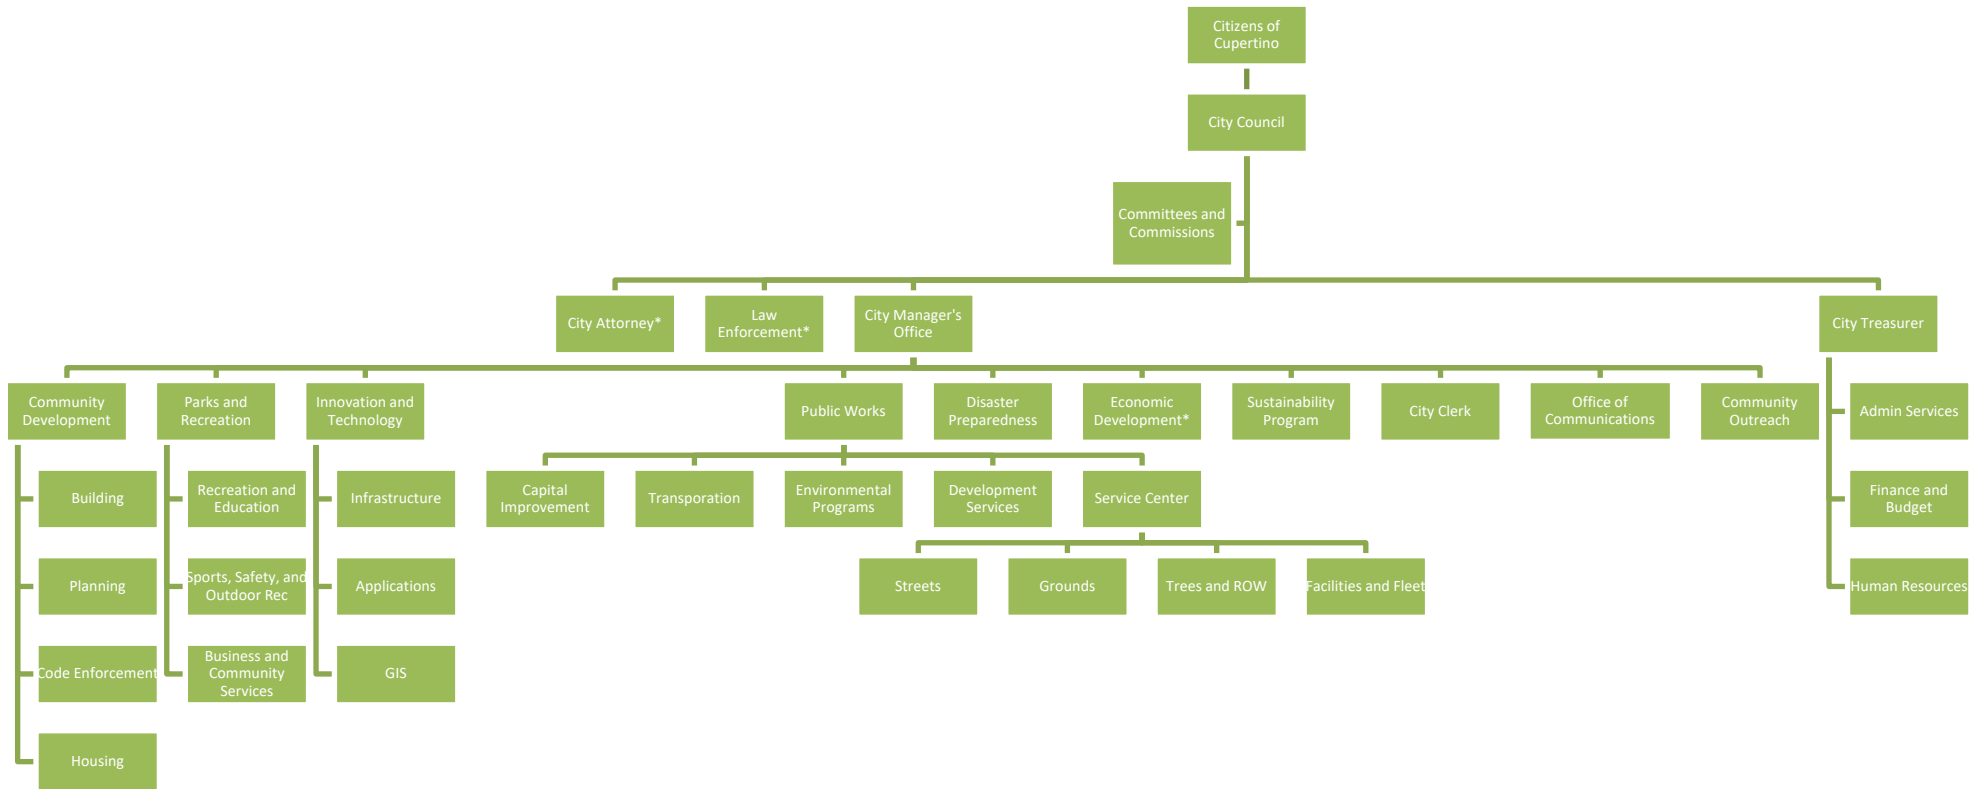 Citizens of
Cupertino
City Council
Committees and
Commissions
City Attorney*
Law
Enforcement*
City Manager's
Office
City Treasurer
Community
Development
Parks and
Recreation
Innovation and
Technology
Public Works
Disaster
Preparedness
Economic
Development*
Sustainability
Program
City Clerk
Office of
Communications
Community
Outreach
Admin Services
Building
Recreation and
Education
Infrastructure
Capital
Improvement
Transporation
Environmental
Programs
Development
Services
Service Center
Finance and
Budget
Planning
Sports, Safety, and
Outdoor Rec
Applications
Streets
Grounds
Trees and ROW
Facilities and Fleet
Human Resources
Code Enforcement
Business and
Community
Services
GIS
Housing